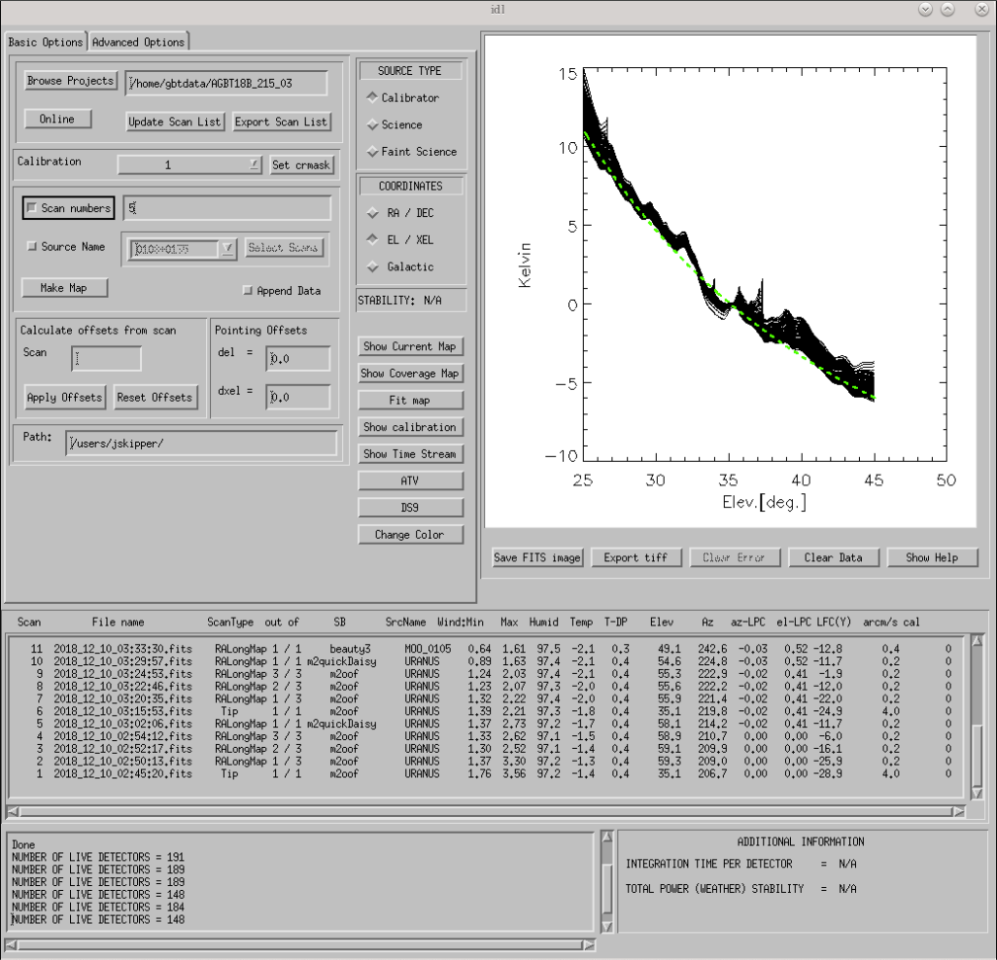 idl
Basic Options Advanced Options
Browse Projects /home/gbtdata/AGBT18B_215_03
Online Update Scan List Export Scan List
Calibration 1 Set crmask
Scan numbers 5
Source Name 0108+0135 Select Scans
Make Map Append Data
Calculate offsets from scan
Scan
Apply Offsets Reset Offsets
Pointing Offsets
del = 0.0
dxel = 0.0
Path: /users/jskipper/
SOURCE TYPE
Calibrator
Science
Faint Science
COORDINATES
RA / DEC
EL / XEL
Galactic
STABILITY: N/A
Show Current Map
Show Coverage Map
Fit map
Show calibration
Show Time Stream
ATV
DS9
Change Color
15
10
5
0
−5
−10
Kelvin
25 30 35 40 45 50
Elev.[deg.]
Save FITS image Export tiff Clear Error Clear Data Show Help
Scan File name ScanType out of SB SrcName Wind:Min Max Humid Temp T-DP Elev Az az-LPC el-LPC LFC(Y) arcm/s cal
11 2018_12_10_03:33:30.fits RALongMap 1 / 1 beauty3 MOO_0105 0.64 1.61 97.5 -2.1 0.3 49.1 242.6 -0.03 0.52 -12.8 0.4 0
10 2018_12_10_03:29:57.fits RALongMap 1 / 1 m2quickDaisy URANUS 0.89 1.63 97.4 -2.1 0.4 54.6 224.8 -0.03 0.52 -11.7 0.2 0
9 2018_12_10_03:24:53.fits RALongMap 3 / 3 m2oof URANUS 1.24 2.03 97.4 -2.1 0.4 55.3 222.9 -0.02 0.41 -1.9 0.2 0
8 2018_12_10_03:22:46.fits RALongMap 2 / 3 m2oof URANUS 1.23 2.07 97.3 -2.0 0.4 55.6 222.2 -0.02 0.41 -12.0 0.2 0
7 2018_12_10_03:20:35.fits RALongMap 1 / 3 m2oof URANUS 1.32 2.22 97.4 -2.0 0.4 55.9 221.4 -0.02 0.41 -22.0 0.2 0
6 2018_12_10_03:15:53.fits Tip 1 / 1 m2oof URANUS 1.39 2.21 97.3 -1.8 0.4 35.1 219.8 -0.02 0.41 -24.9 4.0 0
5 2018_12_10_03:02:06.fits RALongMap 1 / 1 m2quickDaisy URANUS 1.37 2.73 97.2 -1.7 0.4 58.1 214.2 -0.02 0.41 -11.7 0.2 0
4 2018_12_10_02:54:12.fits RALongMap 3 / 3 m2oof URANUS 1.33 2.62 97.1 -1.5 0.4 58.9 210.7 0.00 0.00 -6.0 0.2 0
3 2018_12_10_02:52:17.fits RALongMap 2 / 3 m2oof URANUS 1.30 2.52 97.1 -1.4 0.4 59.1 209.9 0.00 0.00 -16.1 0.2 0
2 2018_12_10_02:50:13.fits RALongMap 1 / 3 m2oof URANUS 1.37 3.30 97.2 -1.3 0.4 59.3 209.0 0.00 0.00 -25.9 0.2 0
1 2018_12_10_02:45:20.fits Tip 1 / 1 m2oof URANUS 1.76 3.56 97.2 -1.4 0.4 35.1 206.7 0.00 0.00 -28.9 4.0 0
Done
NUMBER OF LIVE DETECTORS = 191
NUMBER OF LIVE DETECTORS = 189
NUMBER OF LIVE DETECTORS = 189
NUMBER OF LIVE DETECTORS = 148
NUMBER OF LIVE DETECTORS = 184
NUMBER OF LIVE DETECTORS = 148
ADDITIONAL INFORMATION
INTEGRATION TIME PER DETECTOR = N/A
TOTAL POWER (WEATHER) STABILITY = N/A